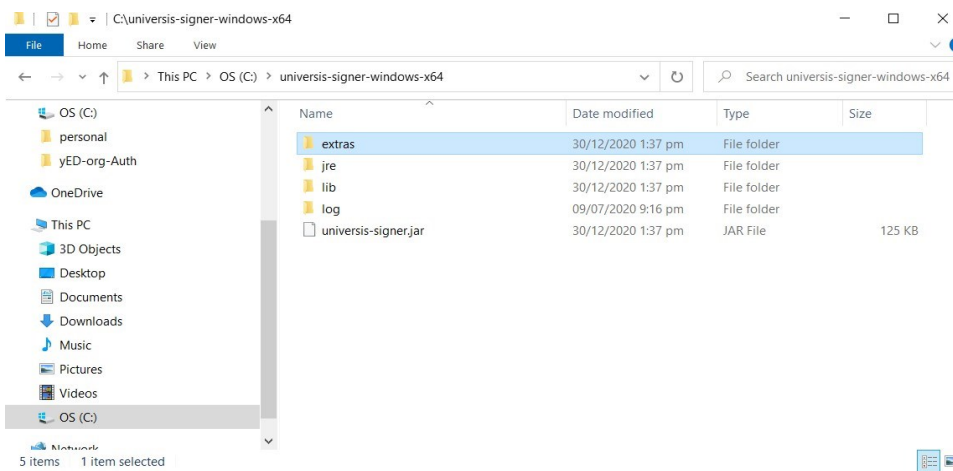 C:\universis-signer-windows-x64
File Home Share View
This PC > OS (C:) > universis-signer-windows-x64
Search universis-signer-windows-x64
Name Date modified Type Size
OS (C:)
personal
yED-org-Auth
OneDrive
This PC
3D Objects
Desktop
Documents
Downloads
Music
Pictures
Videos
OS (C:)
Network
extras 30/12/2020 1:37 pm File folder
jre 30/12/2020 1:37 pm File folder
lib 30/12/2020 1:37 pm File folder
log 09/07/2020 9:16 pm File folder
universis-signer.jar 30/12/2020 1:37 pm JAR File 125 KB
5 items 1 item selected